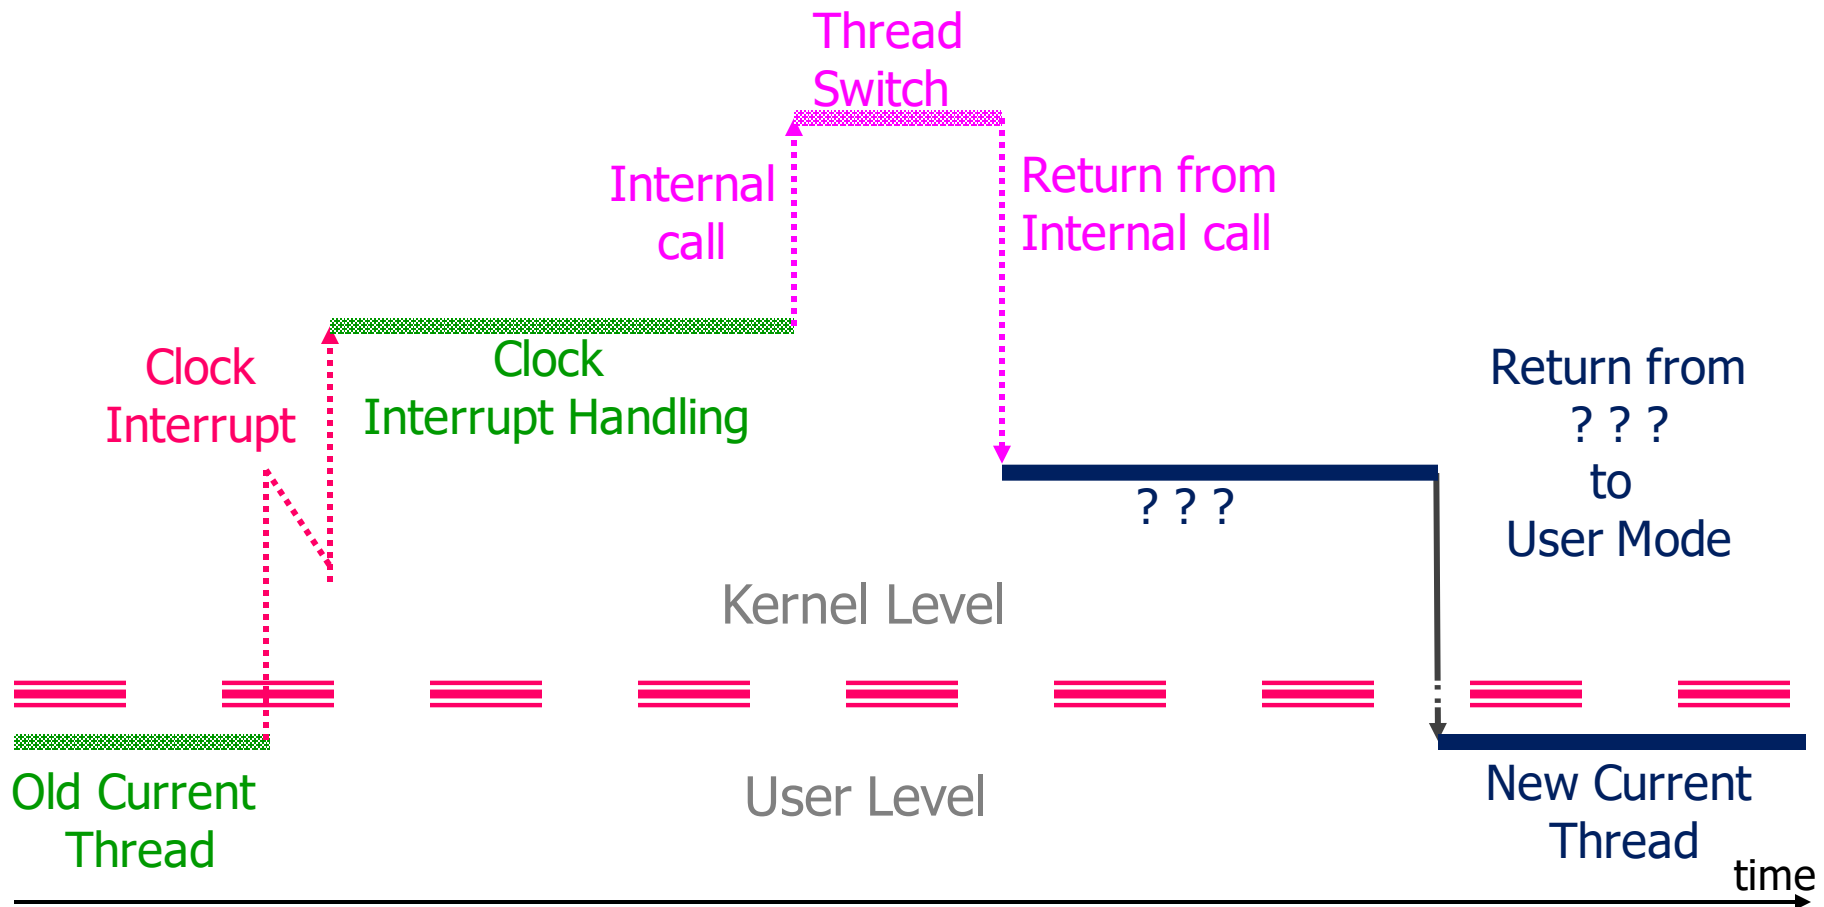 Thread
Switch
Internal
call
Return from
Internal call
Clock
Interrupt
Clock
Interrupt Handling
Return from
? ? ?
to
User Mode
? ? ?
Kernel Level
Old Current
Thread
User Level
New Current
Thread
time